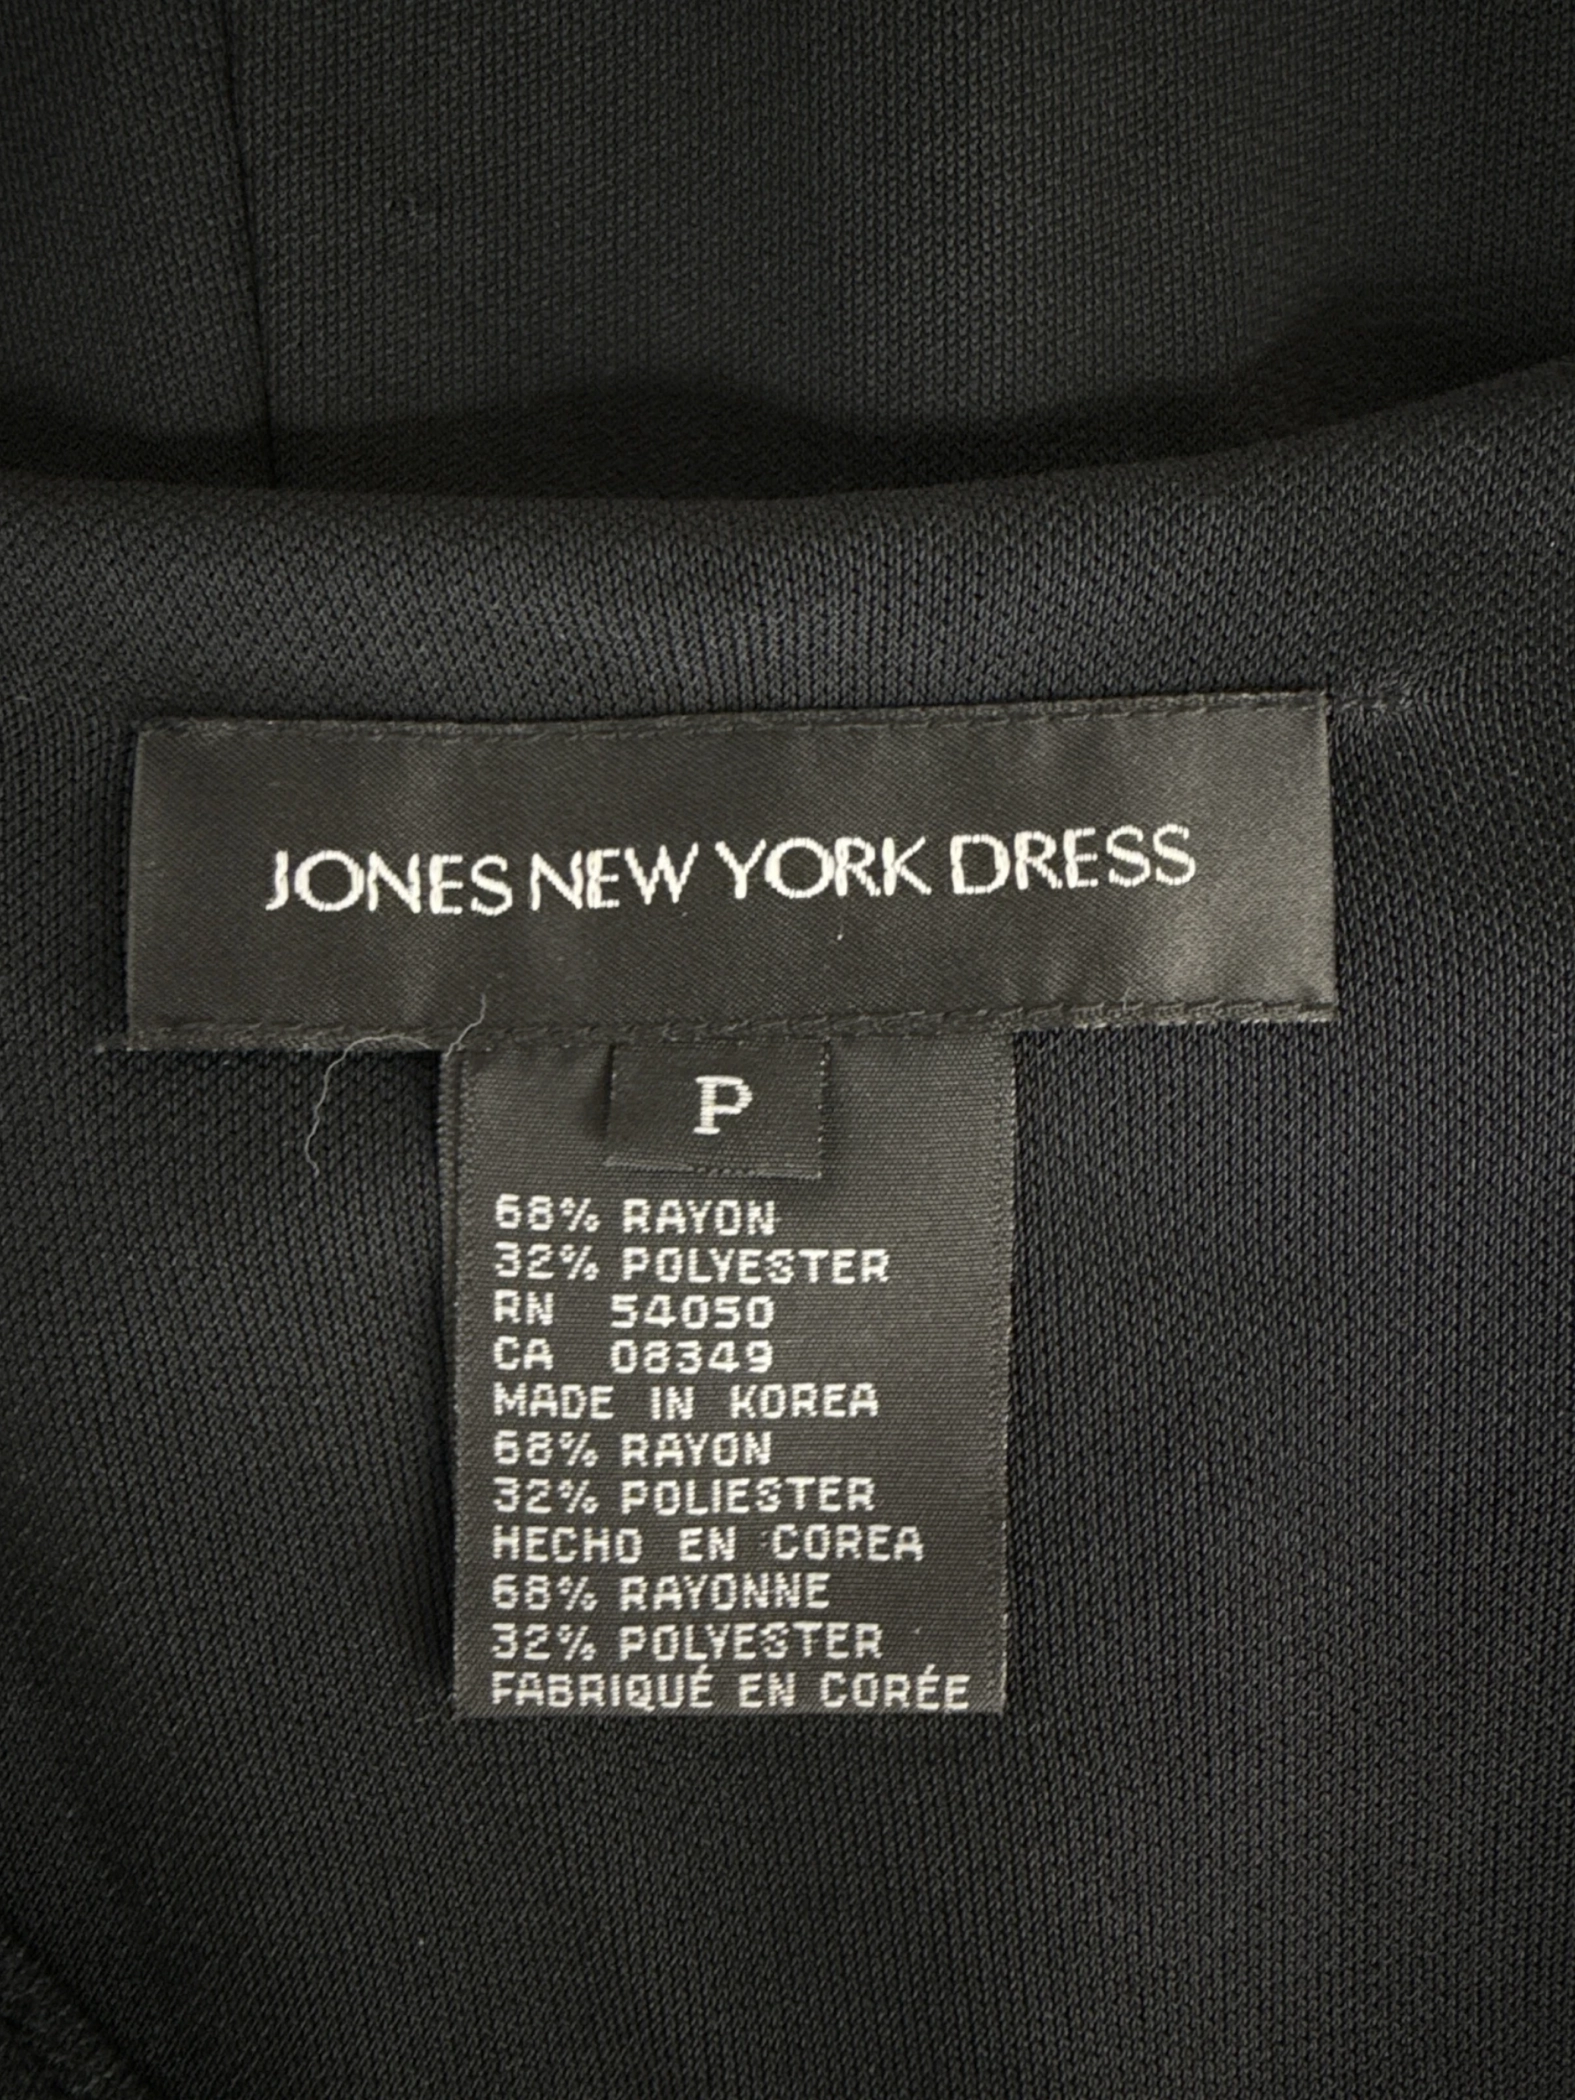 JONES NEW YORK DRESS
P
68% RAYON
32% POLYESTER
RN 54050
CA 08349
MADE IN KOREA
68% RAYON
32% POLIESTER
HECHO EN COREA
68% RAYONNE
32% POLYESTER
FABRIQUÉ EN CORÉE